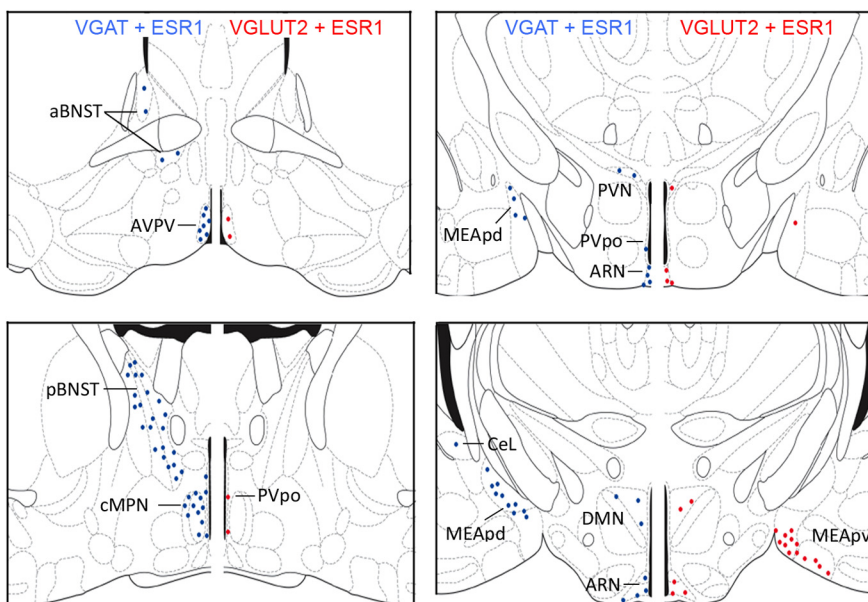 VGAT + ESR1 VGLUT2 + ESR1
aBNST
AVPV
VGAT + ESR1 VGLUT2 + ESR1
PVN
MEApd
PVpo
ARN
pBNST
cMPN
PVpo
CeL
DMN
MEApd
MEApv
ARN